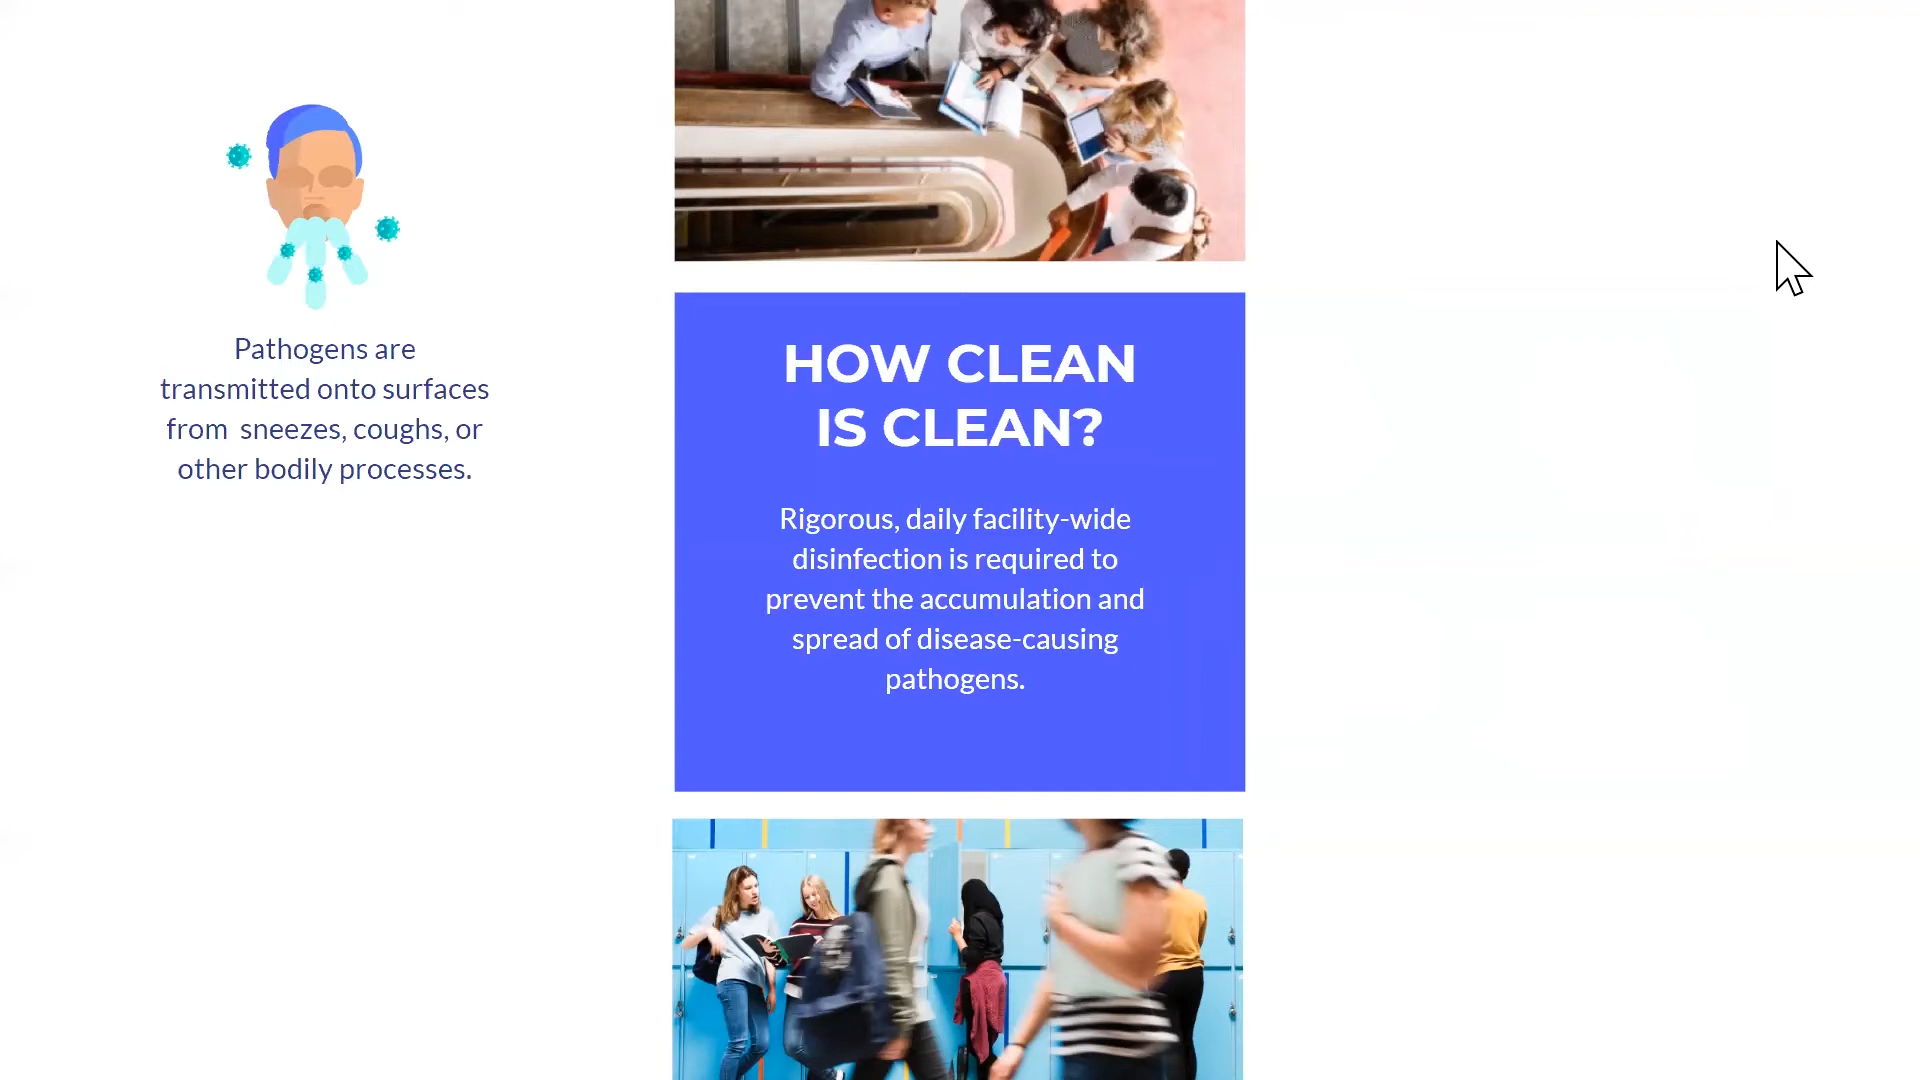 Pathogens are
transmitted onto surfaces
from  sneezes, coughs, or
other bodily processes.
HOW CLEAN
IS CLEAN?
Rigorous, daily facility-wide
disinfection is required to
prevent the accumulation and
spread of disease-causing
pathogens.